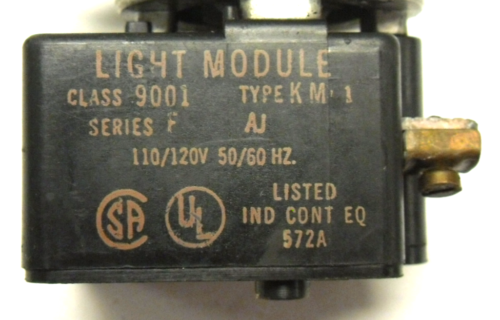 LIGHT MODULE
CLASS 9001 TYPE KM 1
SERIES F AJ
110/120V 50/60 HZ.
SA UL LISTED
IND CONT EQ
572A